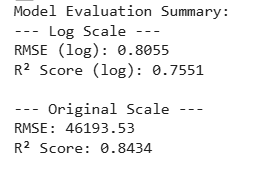 Model Evaluation Summary:
--- Log Scale ---
RMSE (log): 0.8055
R² Score (log): 0.7551

--- Original Scale ---
RMSE: 46193.53
R² Score: 0.8434